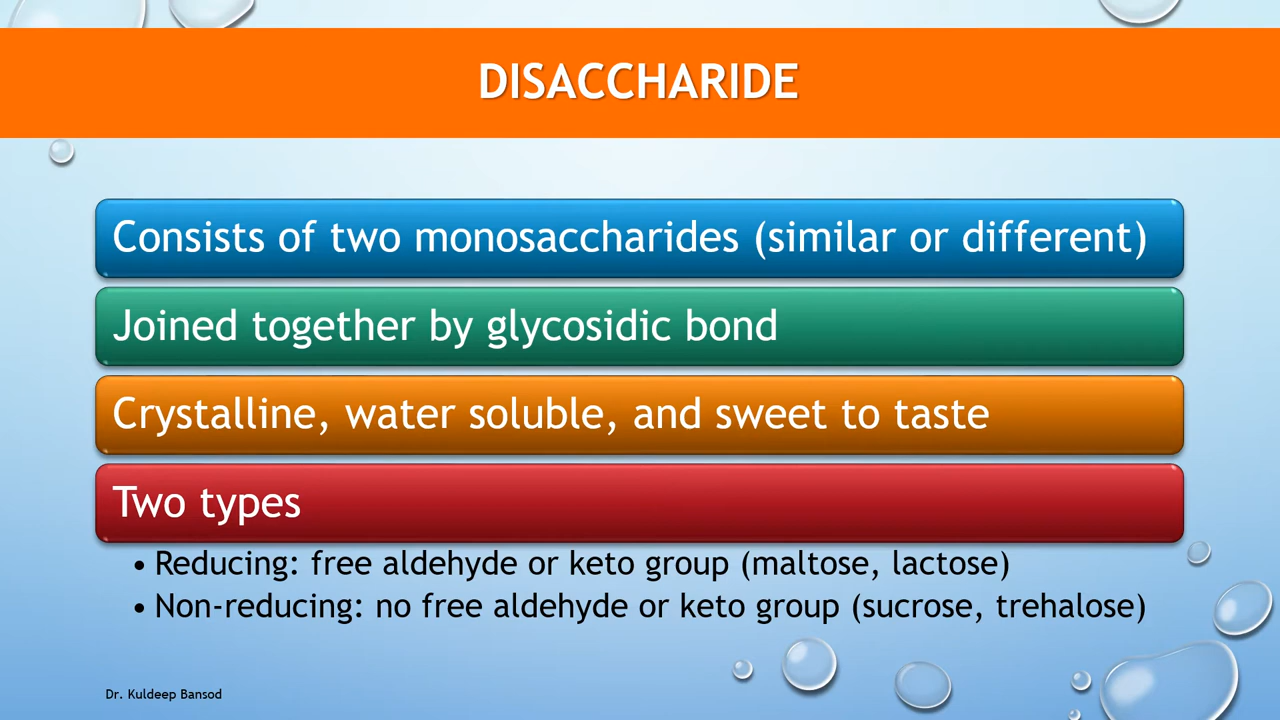 DISACCHARIDE
Consists of two monosaccharides (similar or different)
Joined together by glycosidic bond
Crystalline, water soluble, and sweet to taste
Two types
• Reducing: free aldehyde or keto group (maltose, lactose)
• Non-reducing: no free aldehyde or keto group (sucrose, trehalose)
Dr. Kuldeep Bansod